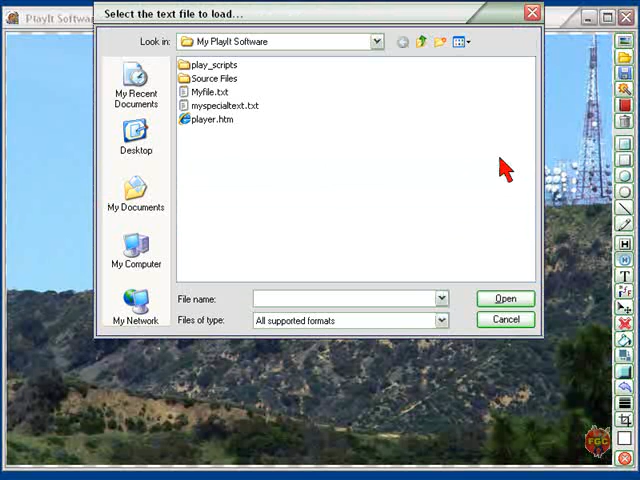 PlayIt Softwar
Select the text file to load...
Look in:
My PlayIt Software
play_scripts
Source Files
Myfile.txt
myspecialtext.txt
player.htm
My Recent
Documents
Desktop
My Documents
My Computer
My Network
File name:
Open
Files of type:
All supported formats
Cancel
H
H
T
FGC